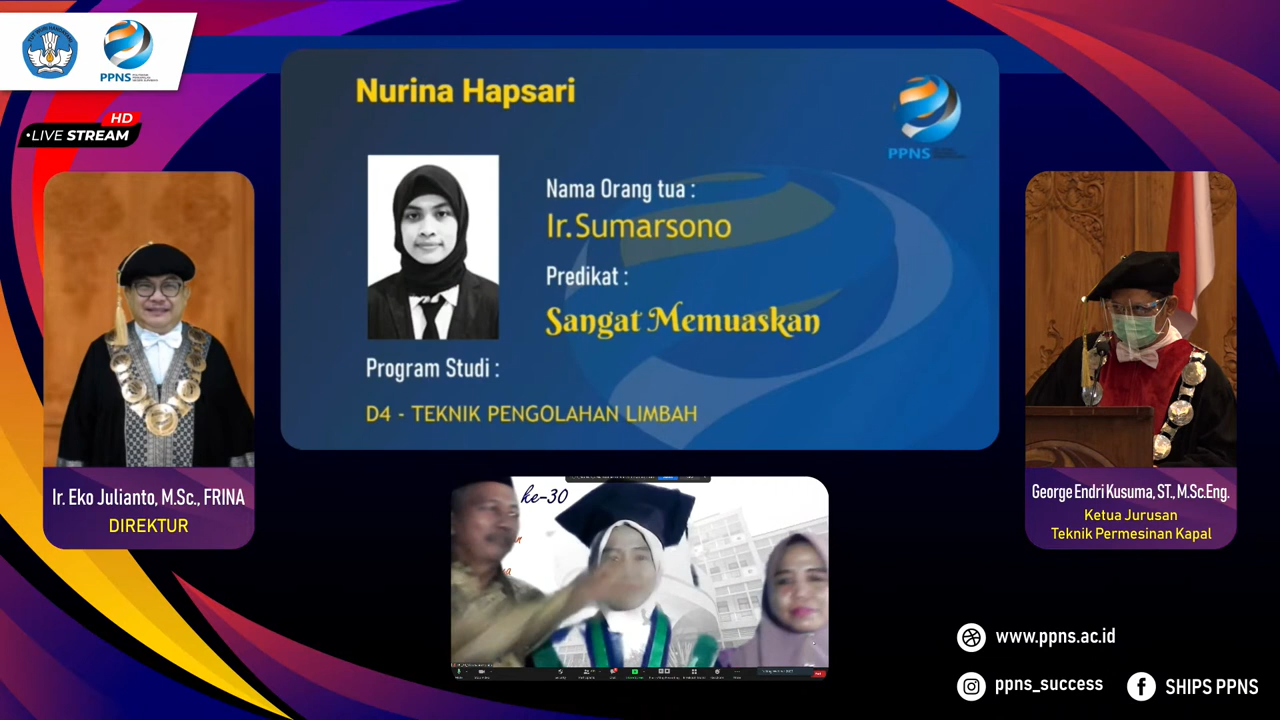 PPNS
HD
•LIVE STREAM
Nurina Hapsari
PPNS
Nama Orang tua :
Ir.Sumarsono
Predikat :
Sangat Memuaskan
Program Studi :
D4 - TEKNIK PENGOLAHAN LIMBAH
Ir. Eko Julianto, M.Sc., FRINA
DIREKTUR
George Endri Kusuma, ST., M.Sc.Eng.
Ketua Jurusan
Teknik Permesinan Kapal
ke-30
www.ppns.ac.id
ppns_success
SHIPS PPNS